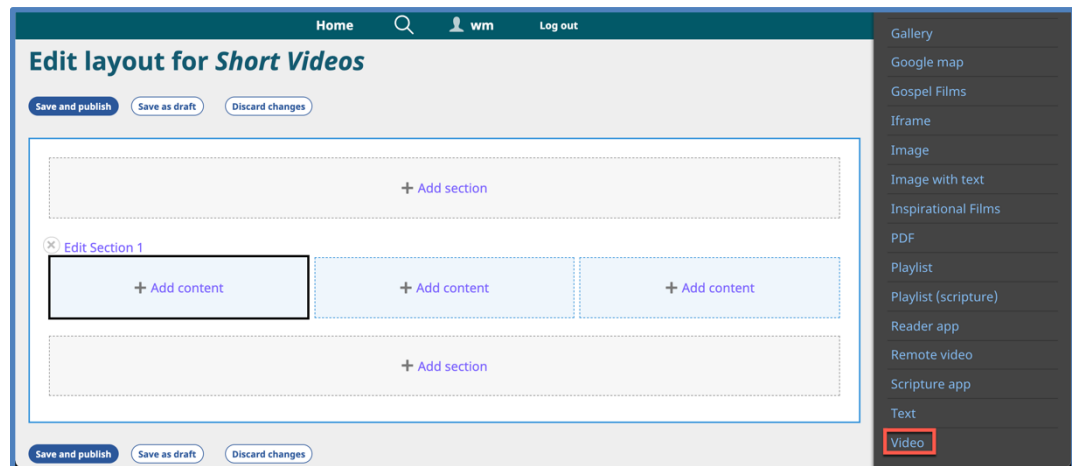 Home wm Log out
Edit layout for Short Videos
Save and publish Save as draft Discard changes
+ Add section
Edit Section 1
+ Add content + Add content + Add content
+ Add section
Save and publish Save as draft Discard changes
Gallery
Google map
Gospel Films
Iframe
Image
Image with text
Inspirational Films
PDF
Playlist
Playlist (scripture)
Reader app
Remote video
Scripture app
Text
Video